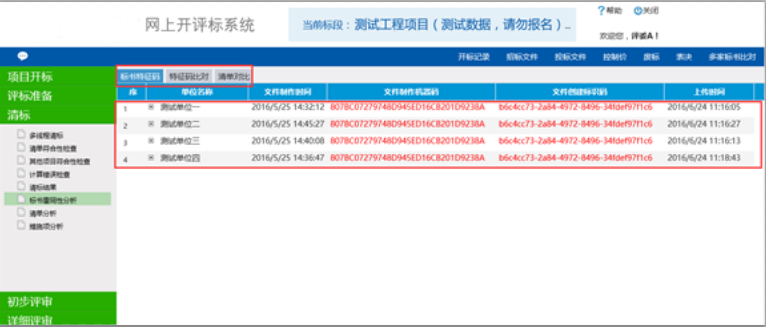 帮助 关闭
网上开评标系统
当前标段：测试工程项目（测试数据，请勿报名）..
欢迎您，评委A！
开标记录 招标文件 投标文件 控制价 废标 表决 多家标书比对
项目开标
评标准备
清标
多线程清标
清单符合性检查
其他项目符合性检查
计算错误检查
清标结果
标书雷同性分析
清单分析
措施项分析
初步评审
详细评审
标书特征码 特征码比对 清单对比
序 单位名称 文件制作时间 文件制作机器码 文件创建标识码 上传时间
1 测试单位一 2016/5/25 14:32:12 807BC07279748D945ED16CB201D9238A b6c4cc73-2a84-4972-8496-34fdef97f1c6 2016/6/24 11:16:05
2 测试单位二 2016/5/25 14:45:27 807BC07279748D945ED16CB201D9238A b6c4cc73-2a84-4972-8496-34fdef97f1c6 2016/6/24 11:16:27
3 测试单位三 2016/5/25 14:40:08 807BC07279748D945ED16CB201D9238A b6c4cc73-2a84-4972-8496-34fdef97f1c6 2016/6/24 11:16:13
4 测试单位四 2016/5/25 14:36:47 807BC07279748D945ED16CB201D9238A b6c4cc73-2a84-4972-8496-34fdef97f1c6 2016/6/24 11:18:43